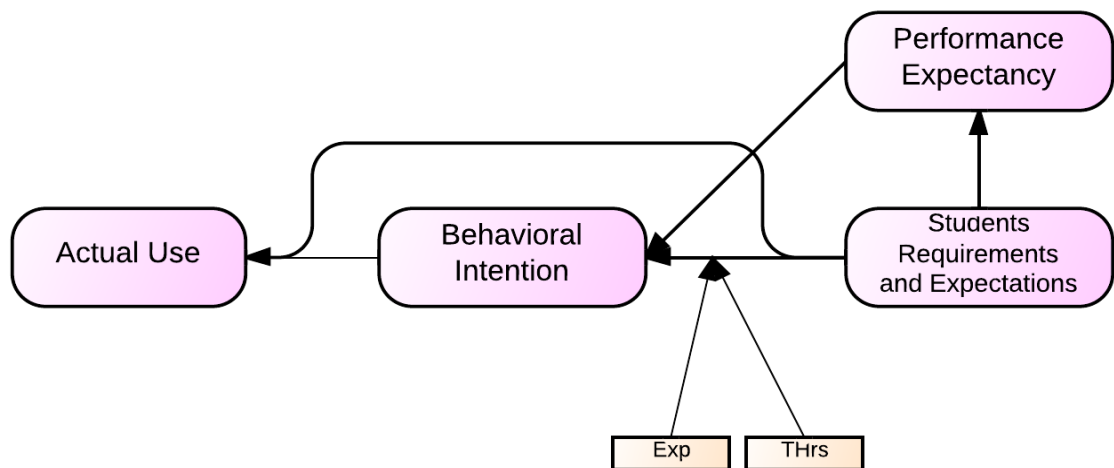 Performance
Expectancy
Actual Use
Behavioral
Intention
Students
Requirements
and Expectations
Exp
THrs